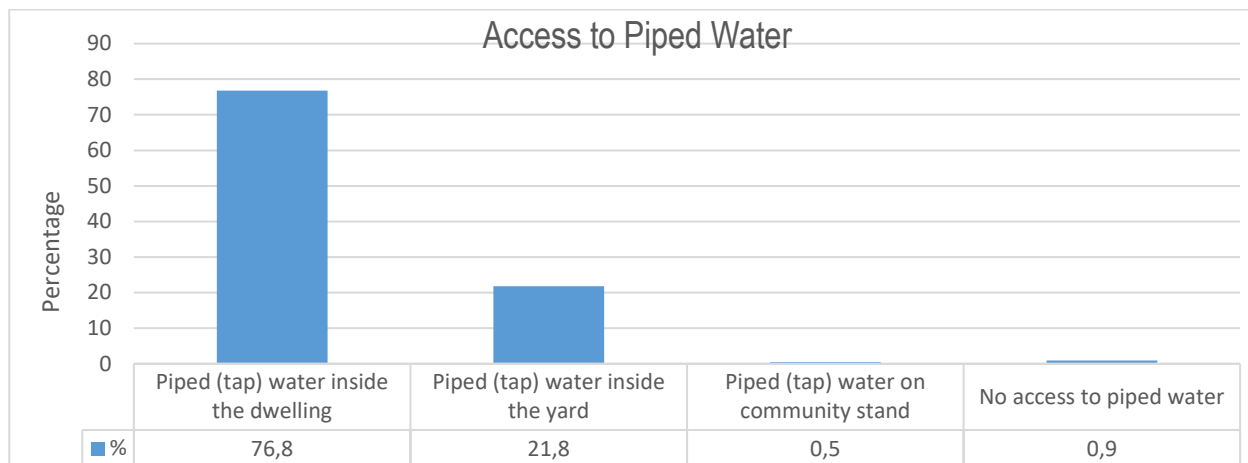 Access to Piped Water
Percentage
90
80
70
60
50
40
30
20
10
0
Piped (tap) water inside
the dwelling
Piped (tap) water inside
the yard
Piped (tap) water on
community stand
No access to piped water
% 76,8 21,8 0,5 0,9